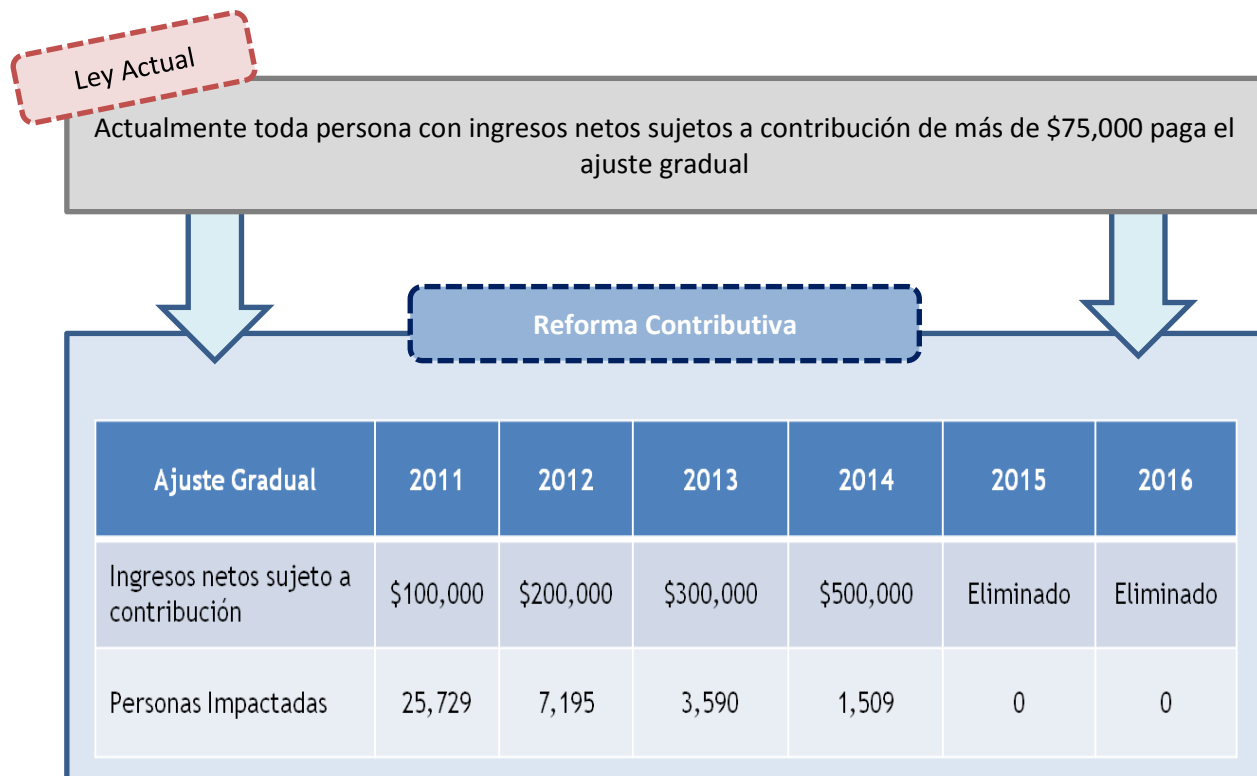 Ley Actual
Actualmente toda persona con ingresos netos sujetos a contribución de más de $75,000 paga el
ajuste gradual
Reforma Contributiva
Ajuste Gradual 2011 2012 2013 2014 2015 2016
Ingresos netos sujeto a
contribución $100,000 $200,000 $300,000 $500,000 Eliminado Eliminado
Personas Impactadas 25,729 7,195 3,590 1,509 0 0